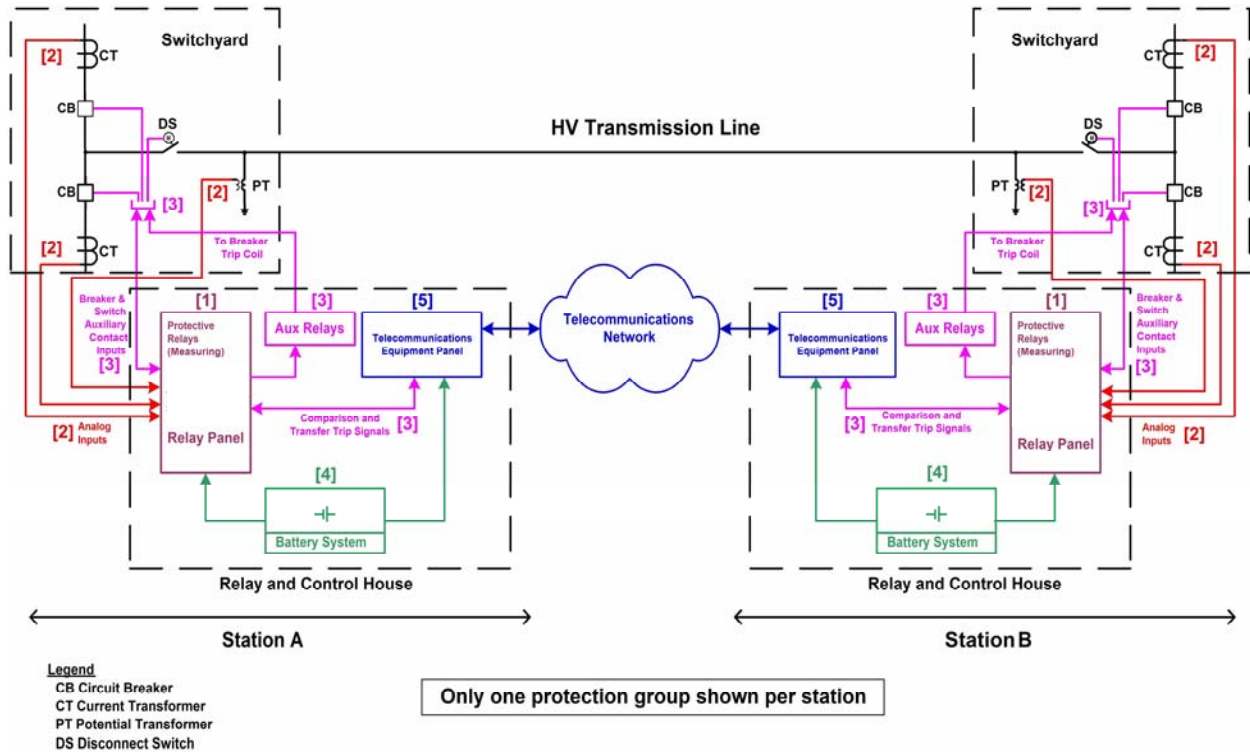 Switchyard
[2]
CT
CB
DS
CB
[3]
[2]
PT
[2]
CT
To Breaker
Trip Coil
Breaker &
Switch
Auxiliary
Contact
Inputs
[3]
[2] Analog
Inputs
[1]
Protective
Relays
(Measuring)
Relay Panel
[3]
Aux Relays
[5]
Telecommunications
Equipment Panel
Comparison and
Transfer Trip Signals [3]
[4]
Battery System
Relay and Control House
Station A
HV Transmission Line
Telecommunications
Network
Switchyard
CT
[2]
CB
DS
CB
PT
[2]
[3]
CT
[2]
To Breaker
Trip Coil
[5]
Telecommunications
Equipment Panel
[3]
Aux Relays
[1]
Protective
Relays
(Measuring)
Relay Panel
Breaker &
Switch
Auxiliary
Contact
Inputs
[3]
Analog
Inputs [2]
Comparison and
[3] Transfer Trip Signals
[4]
Battery System
Relay and Control House
Station B
Legend
CB Circuit Breaker
CT Current Transformer
PT Potential Transformer
DS Disconnect Switch
Only one protection group shown per station